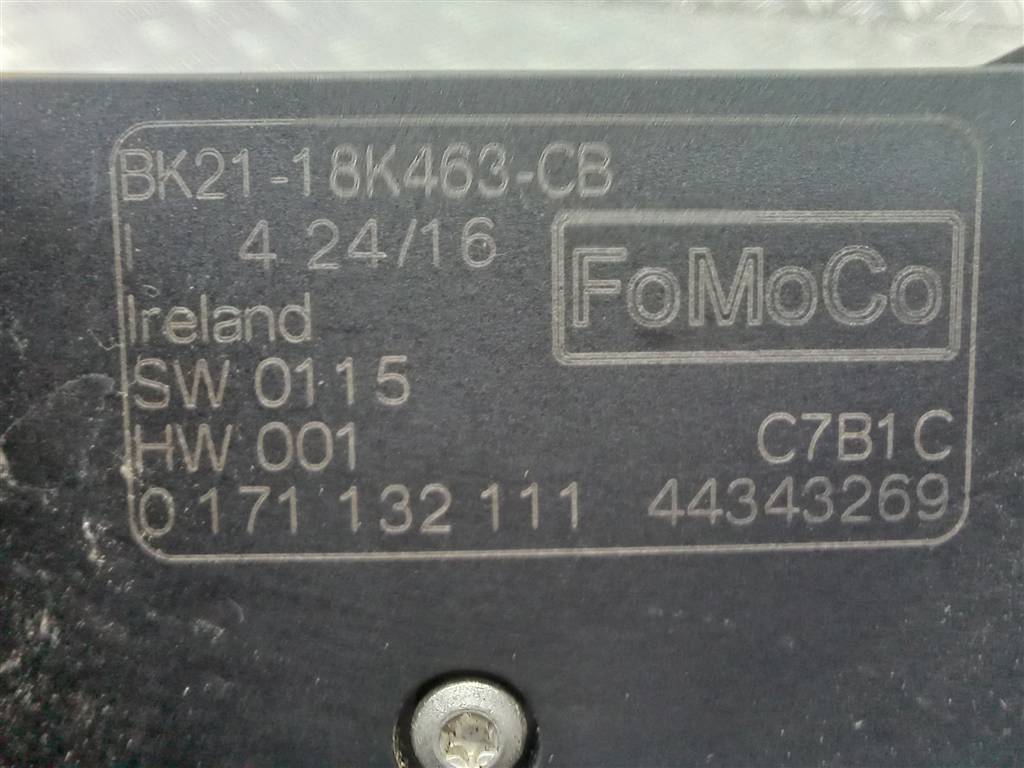 BK21-18K463-CB
I 4 24/16
FoMoCo
Ireland
SW 0115
HW 001
C7B1C
0 171 132 111 44343269